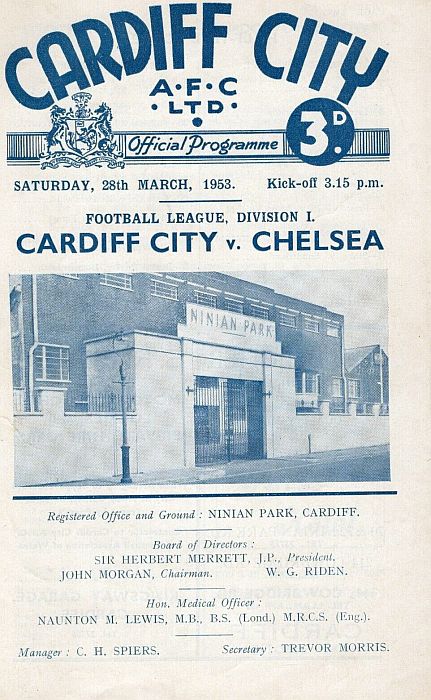 CARDIFF CITY
A·F·C
·LTD·
Official Programme
3D.
SATURDAY, 28th MARCH, 1953. Kick-off 3.15 p.m.
FOOTBALL LEAGUE, DIVISION I.
CARDIFF CITY v. CHELSEA
NINIAN PARK
Registered Office and Ground : NINIAN PARK, CARDIFF.
Board of Directors :
SIR HERBERT MERRETT, J.P., President.
JOHN MORGAN, Chairman. W. G. RIDEN.
Hon. Medical Officer :
NAUNTON M. LEWIS, M.B., B.S. (Lond.) M.R.C.S. (Eng.).
Manager : C. H. SPIERS. Secretary : TREVOR MORRIS.